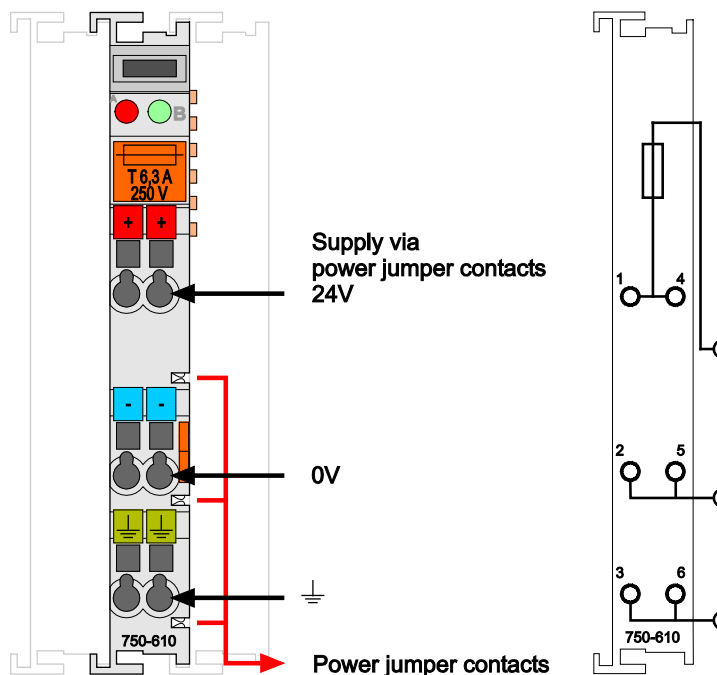 A
B
T 6,3 A
250 V
+ +
Supply via
power jumper contacts
24V
- -
0V
750-610
Power jumper contacts
1 4
2 5
3 6
750-610